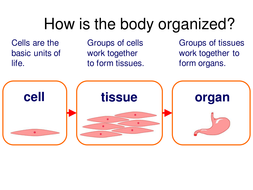 How is the body organized?
Cells are the
basic units of
life.
Groups of cells
work together
to form tissues.
Groups of tissues
work together to
form organs.
cell
tissue
organ